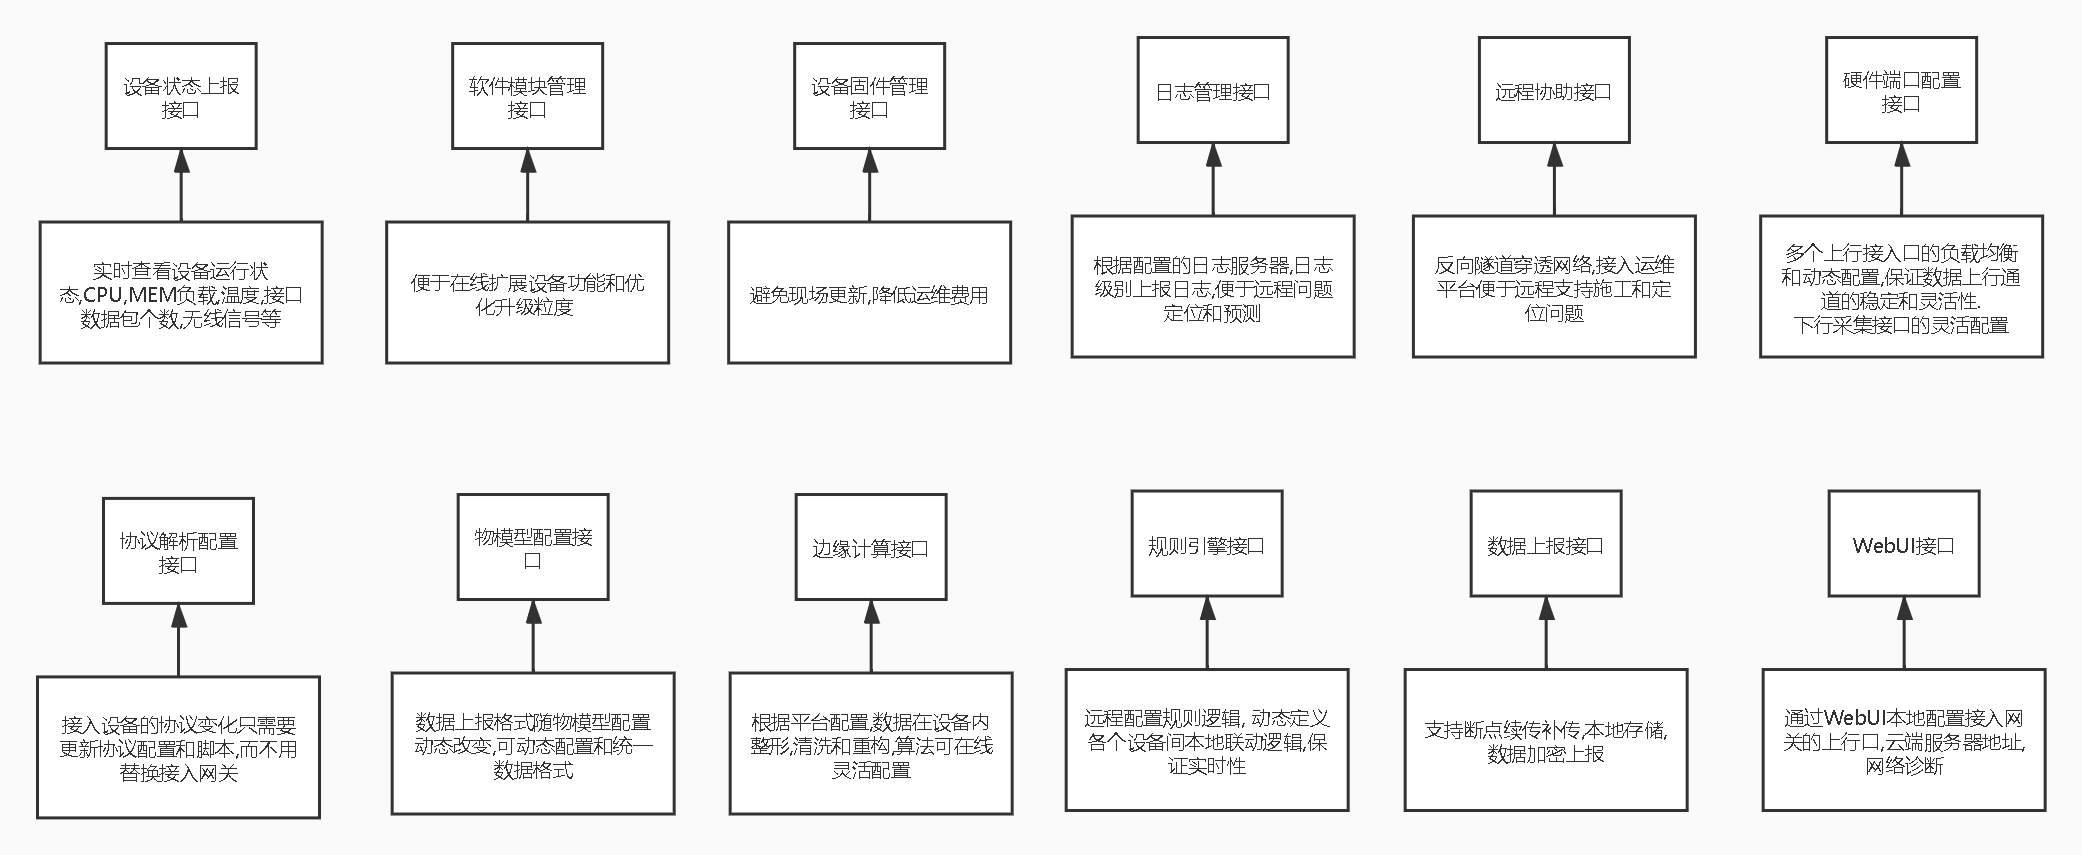 设备状态上报
接口
软件模块管理
接口
设备固件管理
接口
日志管理接口
远程协助接口
硬件端口配置
接口
实时查看设备运行状
态,CPU,MEM负载,温度,接口
数据包个数,无线信号等
便于在线扩展设备功能和优
化升级粒度
避免现场更新,降低运维费用
根据配置的日志服务器,日志
级别上报日志,便于远程问题
定位和预测
反向隧道穿透网络,接入运维
平台便于远程支持施工和定
位问题
多个上行接入口的负载均衡
和动态配置,保证数据上行通
道的稳定和灵活性.
下行采集接口的灵活配置
协议解析配置
接口
物模型配置接
口
边缘计算接口
规则引擎接口
数据上报接口
WebUI接口
接入设备的协议变化只需要
更新协议配置和脚本,而不用
替换接入网关
数据上报格式随物模型配置
动态改变,可动态配置和统一
数据格式
根据平台配置,数据在设备内
整形,清洗和重构,算法可在线
灵活配置
远程配置规则逻辑, 动态定义
各个设备间本地联动逻辑,保
证实时性
支持断点续传补传,本地存储,
数据加密上报
通过WebUI本地配置接入网
关的上行口,云端服务器地址,
网络诊断